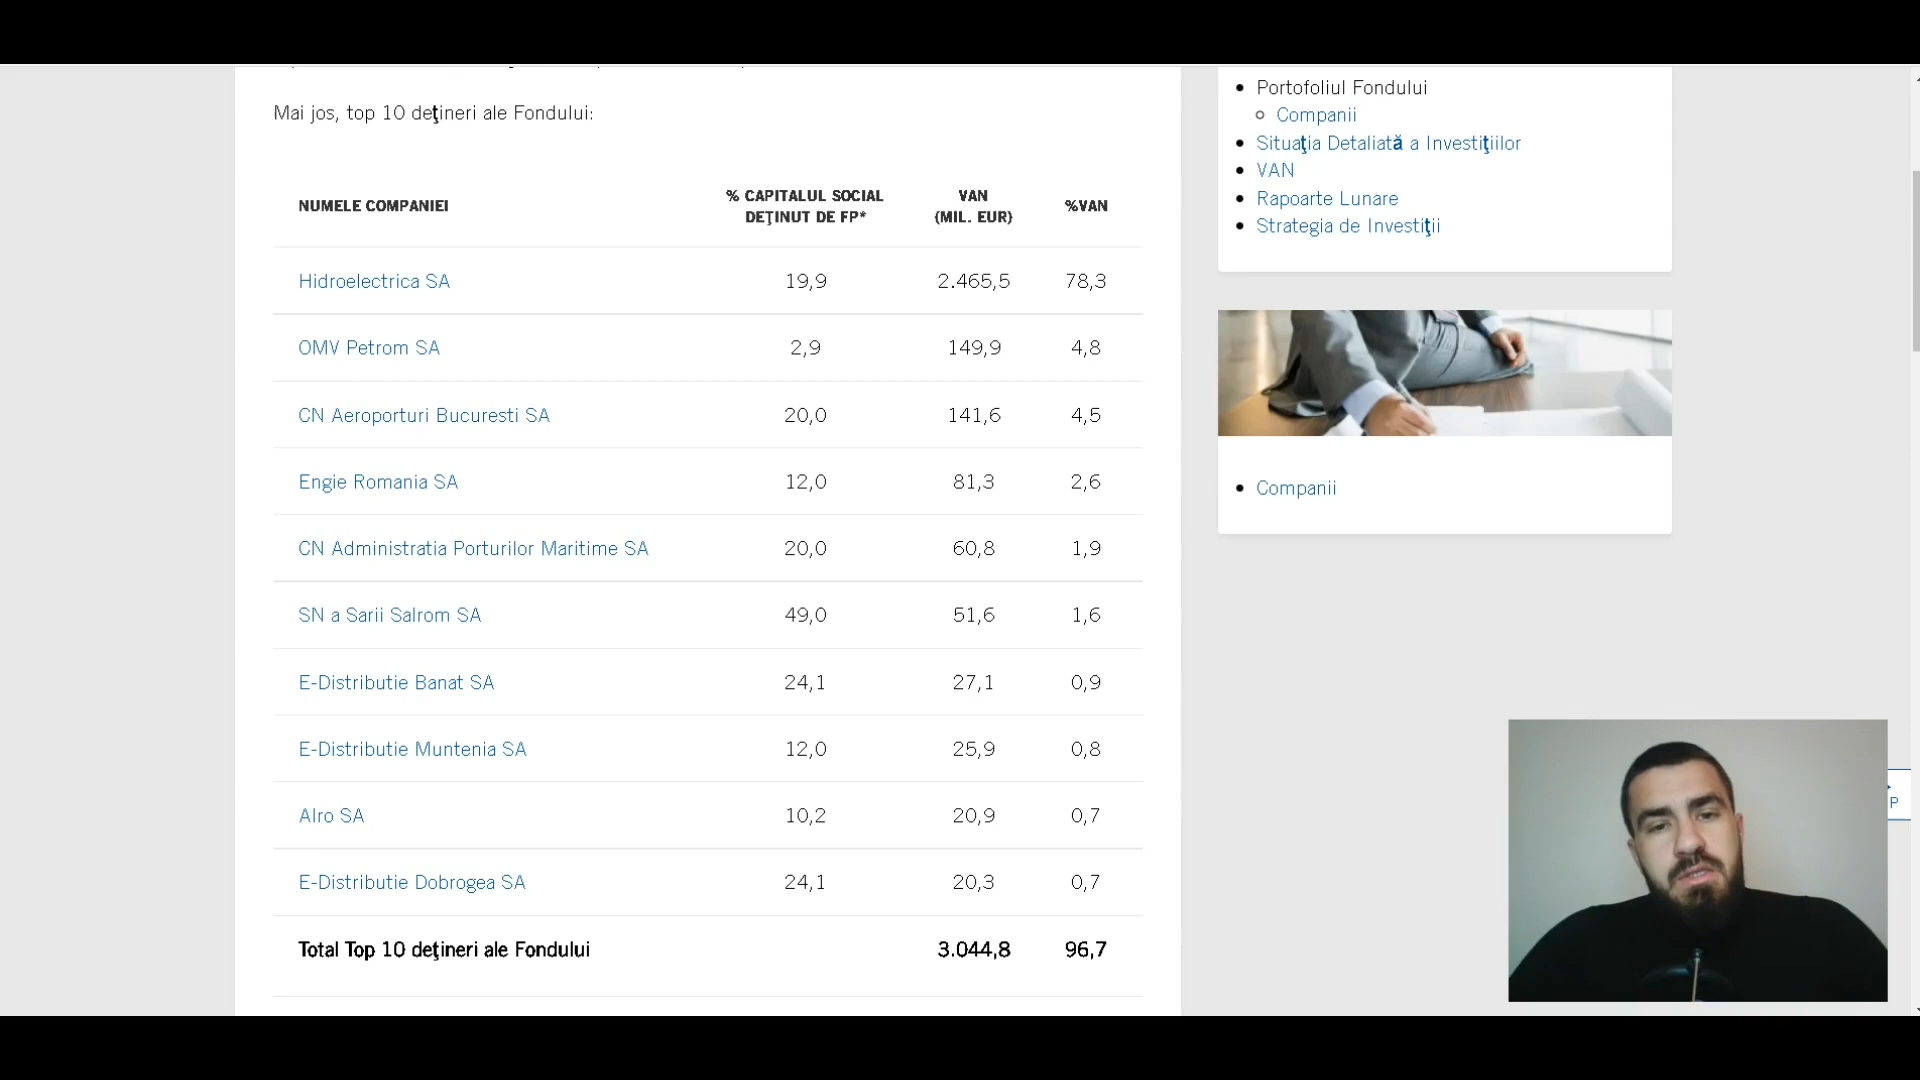 Mai jos, top 10 deţineri ale Fondului:
NUMELE COMPANIEI
% CAPITALUL SOCIAL
DEŢINUT DE FP*
VAN
(MIL. EUR)
%VAN
Hidroelectrica SA 19,9 2.465,5 78,3
OMV Petrom SA 2,9 149,9 4,8
CN Aeroporturi Bucuresti SA 20,0 141,6 4,5
Engie Romania SA 12,0 81,3 2,6
CN Administratia Porturilor Maritime SA 20,0 60,8 1,9
SN a Sarii Salrom SA 49,0 51,6 1,6
E-Distributie Banat SA 24,1 27,1 0,9
E-Distributie Muntenia SA 12,0 25,9 0,8
Alro SA 10,2 20,9 0,7
E-Distributie Dobrogea SA 24,1 20,3 0,7
Total Top 10 deţineri ale Fondului 3.044,8 96,7
Portofoliul Fondului
Companii
Situaţia Detaliată a Investiţiilor
VAN
Rapoarte Lunare
Strategia de Investiţii
Companii
P